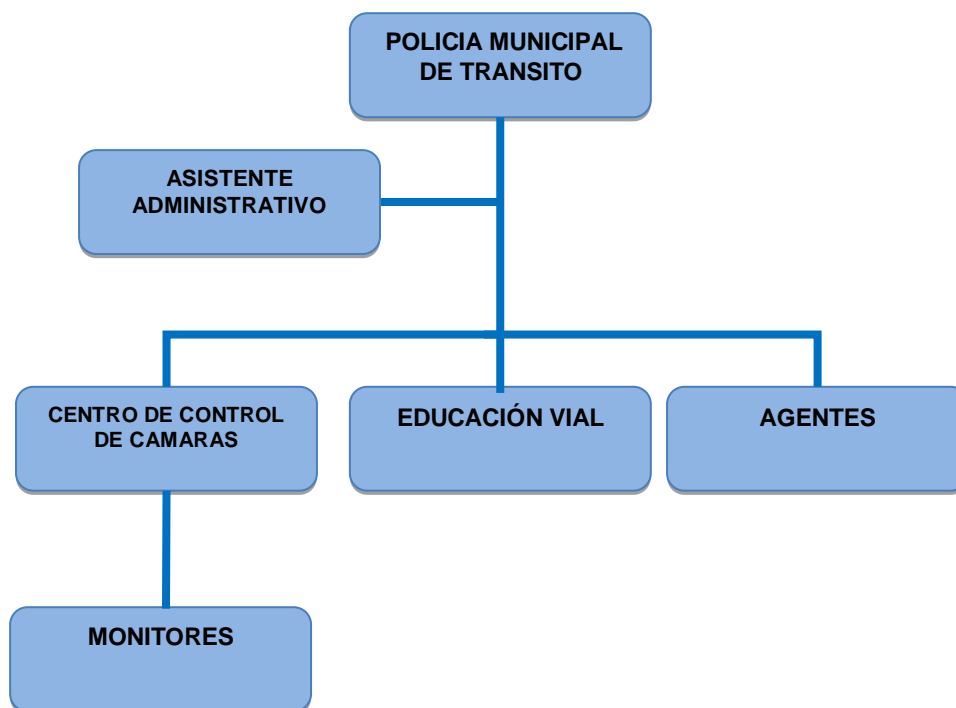 POLICIA MUNICIPAL
DE TRANSITO
ASISTENTE
ADMINISTRATIVO
CENTRO DE CONTROL
DE CAMARAS
EDUCACIÓN VIAL
AGENTES
MONITORES